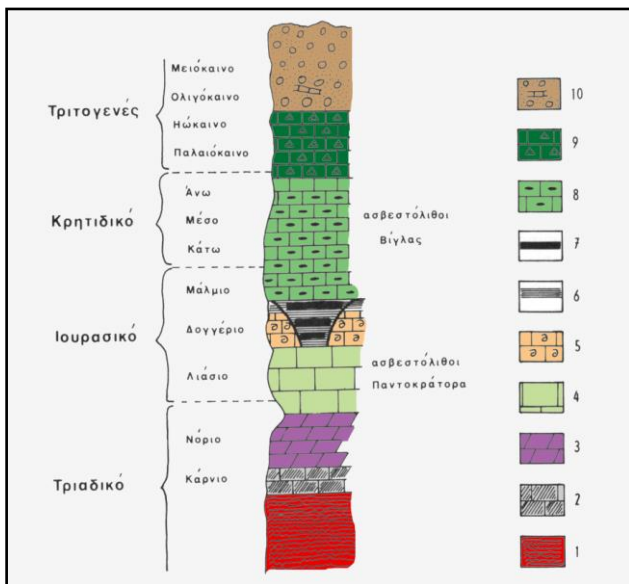 Τριτογενές
Μειόκαινο
Ολιγόκαινο
Ηώκαινο
Παλαιόκαινο
Κρητιδικό
Άνω
Μέσο
Κάτω
Ιουρασικό
Μάλμιο
Δογγέριο
Λιάσιο
Τριαδικό
Νόριο
Κάρνιο
ασβεστόλιθοι
Βίγλας
ασβεστόλιθοι
Παντοκράτορα
10
9
8
7
6
5
4
3
2
1